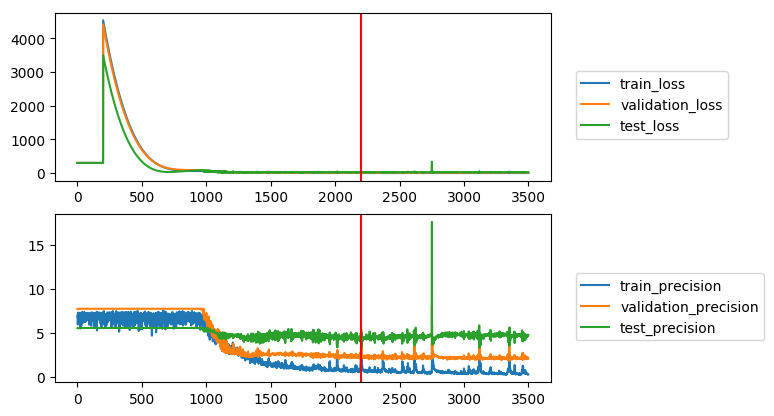 4000
3000
2000
1000
0
0 500 1000 1500 2000 2500 3000 3500
train_loss
validation_loss
test_loss
15
10
5
0
0 500 1000 1500 2000 2500 3000 3500
train_precision
validation_precision
test_precision